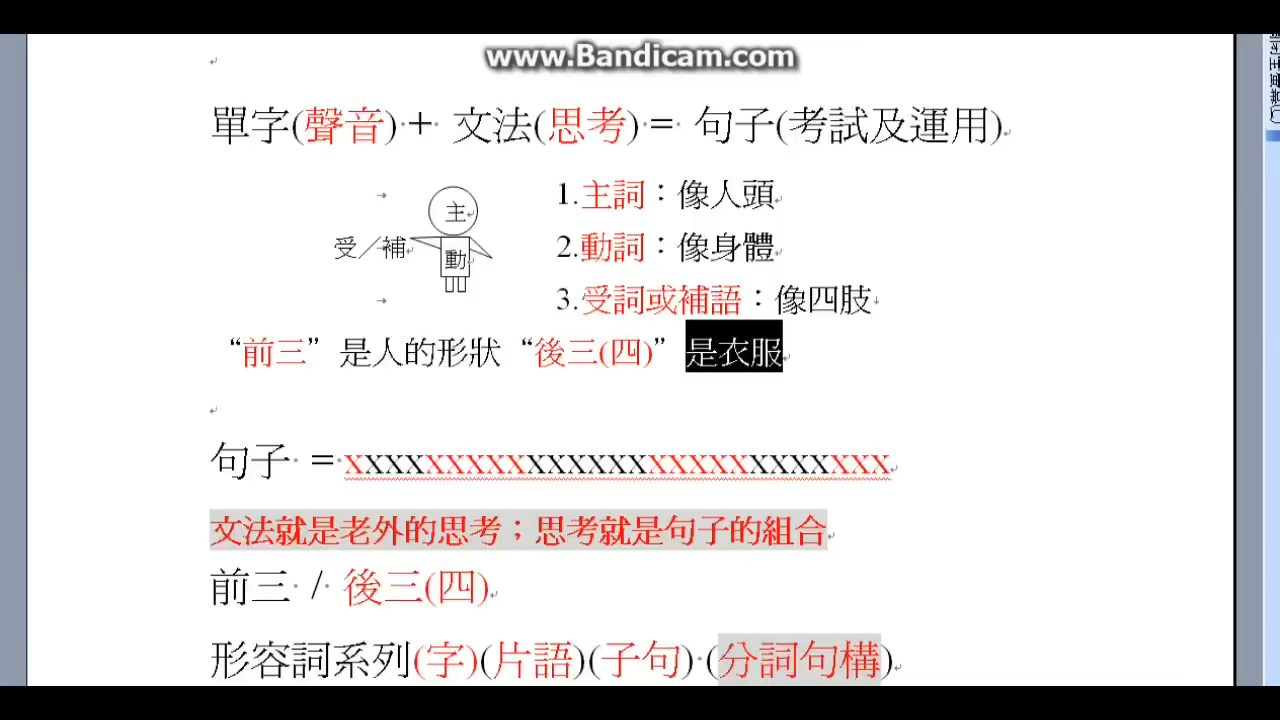 www.Bandicam.com
單字(聲音) + 文法(思考) = 句子(考試及運用)
主
1.主詞：像人頭
受／補
動
2.動詞：像身體
3.受詞或補語：像四肢
“前三”是人的形狀“後三(四)”是衣服
句子 = xxxxxxxxxxxxxxxxxxxxxxxxxxx
文法就是老外的思考；思考就是句子的組合
前三 / 後三(四)
形容詞系列(字)(片語)(子句) (分詞句構)